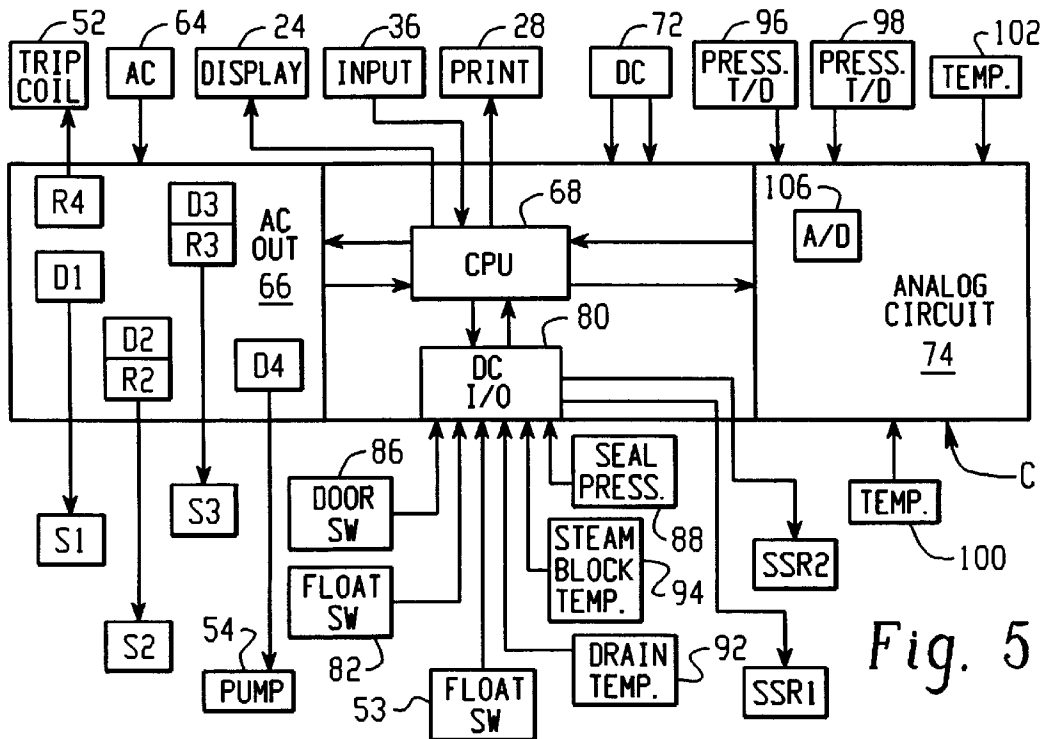 52 64 24 36 28 72 96 98 102
TRIP COIL
AC
DISPLAY
INPUT
PRINT
DC
PRESS. T/D
PRESS. T/D
TEMP.
R4
D3
R3
AC OUT
66
D1
D2
R2
D4
68
CPU
80
DC I/O
106
A/D
ANALOG CIRCUIT
74
86
DOOR SW
SEAL PRESS.
88
C
S3
S1
STEAM BLOCK TEMP.
94
SSR2
TEMP.
100
FLOAT SW
82
S2
54
PUMP
53
FLOAT SW
DRAIN TEMP.
92
SSR1
Fig. 5